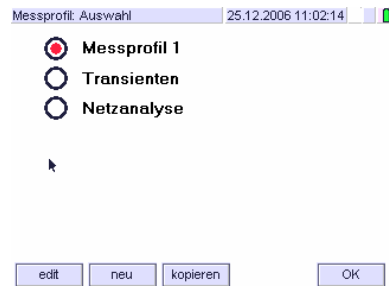 Messprofil: Auswahl 25.12.2006 11:02:14
Messprofil 1
Transienten
Netzanalyse
edit neu kopieren OK